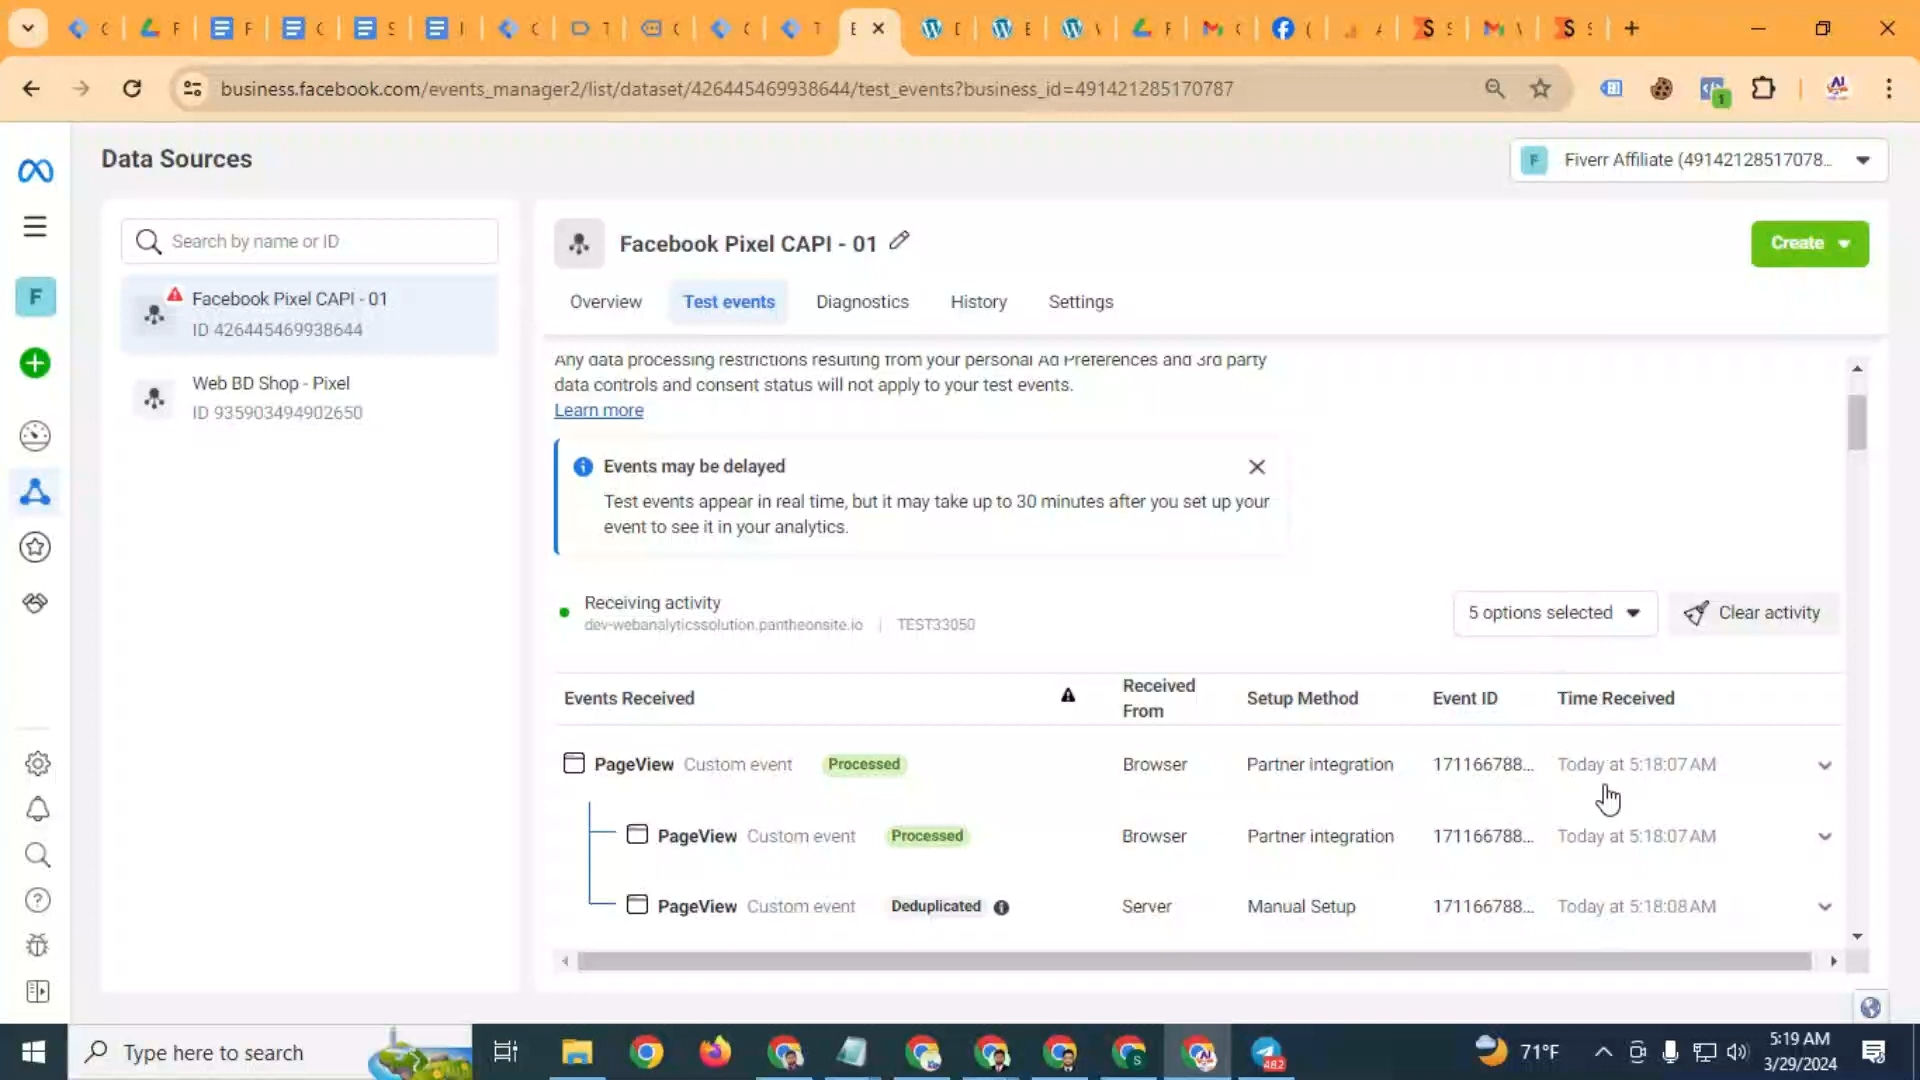 business.facebook.com/events_manager2/list/dataset/426445469938644/test_events?business_id=491421285170787
1
Data Sources
F
Fiverr Affiliate (49142128517078...
Search by name or ID
Facebook Pixel CAPI - 01
Create
F
Facebook Pixel CAPI - 01
ID 426445469938644
Overview
Test events
Diagnostics
History
Settings
Web BD Shop - Pixel
ID 935903494902650
Any data processing restrictions resulting from your personal Ad Preferences and 3rd party
data controls and consent status will not apply to your test events.
Learn more
Events may be delayed
Test events appear in real time, but it may take up to 30 minutes after you set up your
event to see it in your analytics.
Receiving activity
dev-webanalyticssolution.pantheonsite.io | TEST33050
5 options selected
Clear activity
Events Received
Received
From
Setup Method
Event ID
Time Received
PageView Custom event Processed Browser Partner integration 171166788... Today at 5:18:07 AM
PageView Custom event Processed Browser Partner integration 171166788... Today at 5:18:07 AM
PageView Custom event Deduplicated Server Manual Setup 171166788... Today at 5:18:08 AM
Type here to search
482
71°F
5:19 AM
3/29/2024